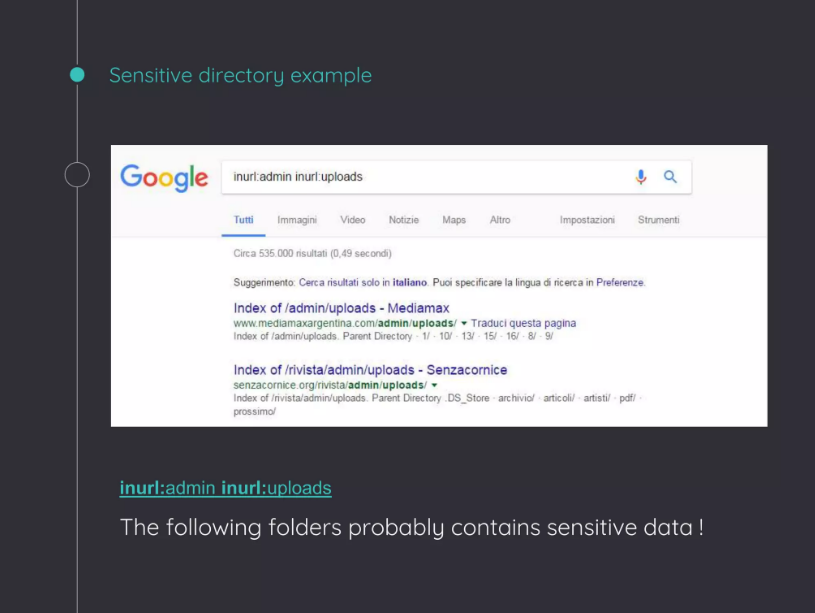 Sensitive directory example
Google
inurl:admin inurl:uploads
Tutti Immagini Video Notizie Maps Altro Impostazioni Strumenti
Circa 535.000 risultati (0,49 secondi)
Suggerimento: Cerca risultati solo in italiano. Puoi specificare la lingua di ricerca in Preferenze.
Index of /admin/uploads - Mediamax
www.mediamaxargentina.com/admin/uploads/ ▾ Traduci questa pagina
Index of /admin/uploads. Parent Directory · 1/ · 10/ · 13/ · 15/ · 16/ · 8/ · 9/
Index of /rivista/admin/uploads - Senzacornice
senzacornice.org/rivista/admin/uploads/ ▾
Index of /rivista/admin/uploads. Parent Directory .DS_Store · archivio/ · articoli/ · artisti/ · pdf/ ·
prossimo/
inurl:admin inurl:uploads
The following folders probably contains sensitive data !